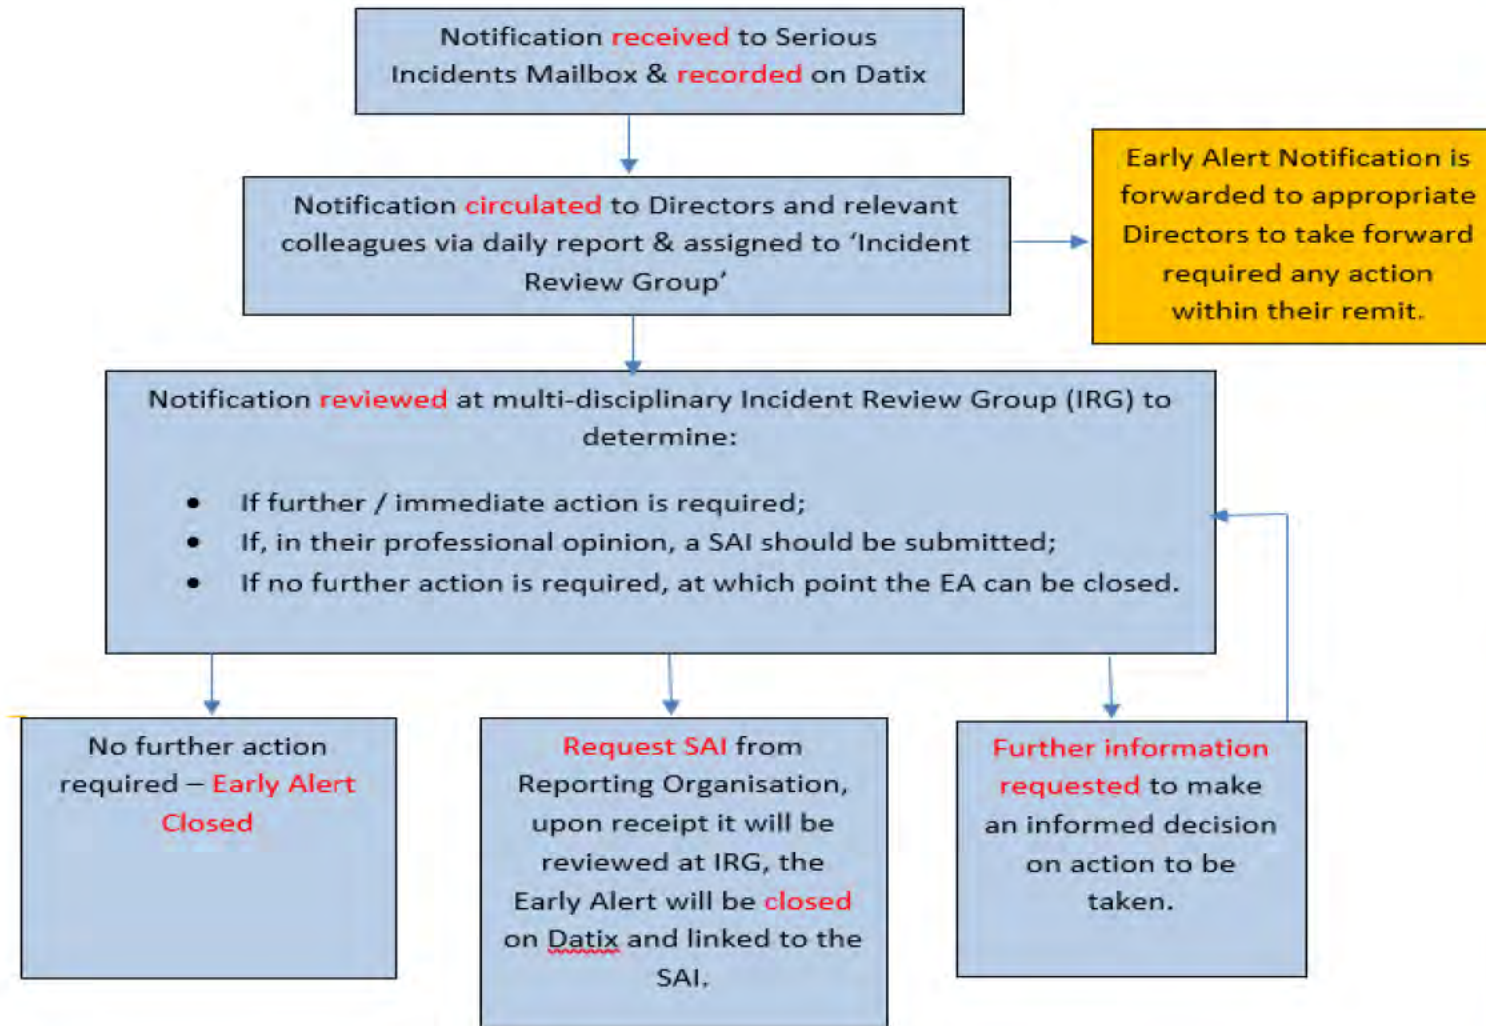 Notification received to Serious
Incidents Mailbox & recorded on Datix
Notification circulated to Directors and relevant
colleagues via daily report & assigned to ‘Incident
Review Group’
Early Alert Notification is
forwarded to appropriate
Directors to take forward
required any action
within their remit.
Notification reviewed at multi-disciplinary Incident Review Group (IRG) to
determine:
• If further / immediate action is required;
• If, in their professional opinion, a SAI should be submitted;
• If no further action is required, at which point the EA can be closed.
No further action
required – Early Alert
Closed
Request SAI from
Reporting Organisation,
upon receipt it will be
reviewed at IRG, the
Early Alert will be closed
on Datix and linked to the
SAI.
Further information
requested to make
an informed decision
on action to be
taken.